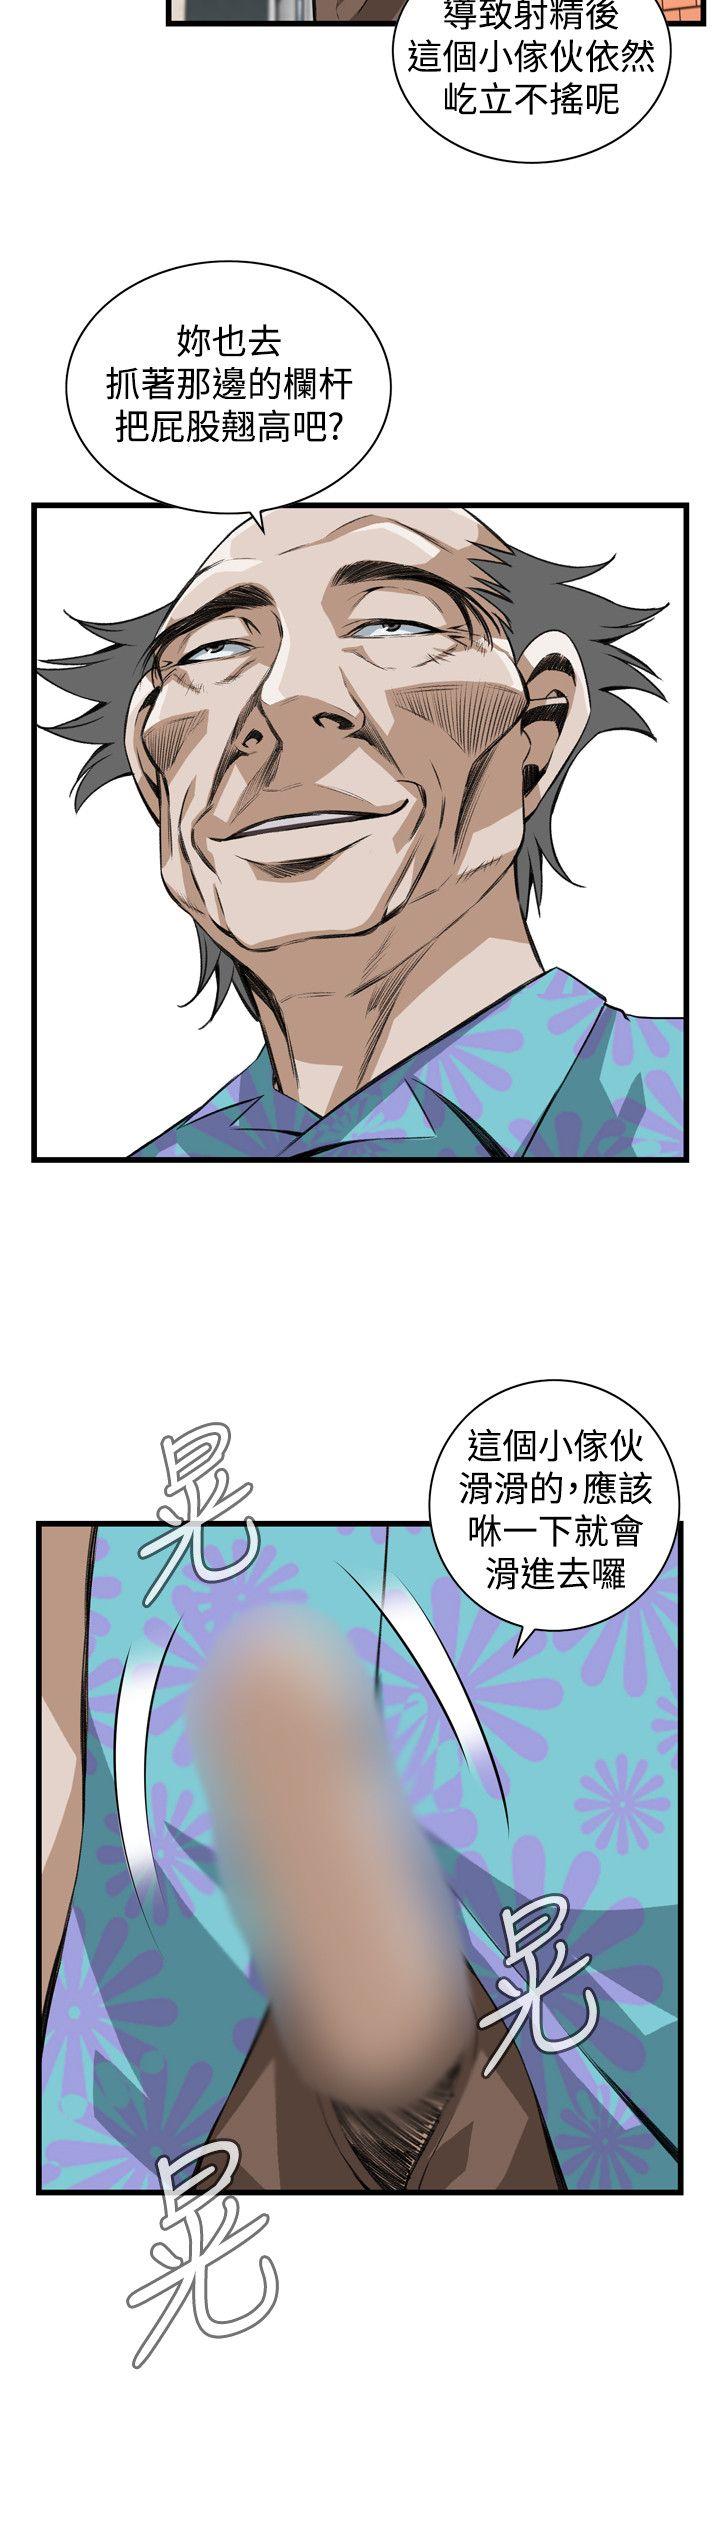 導致射精後
這個小傢伙依然
屹立不搖呢
妳也去
抓著那邊的欄杆
把屁股翹高吧?
這個小傢伙
滑滑的,應該
咻一下就會
滑進去囉
晃
晃
晃